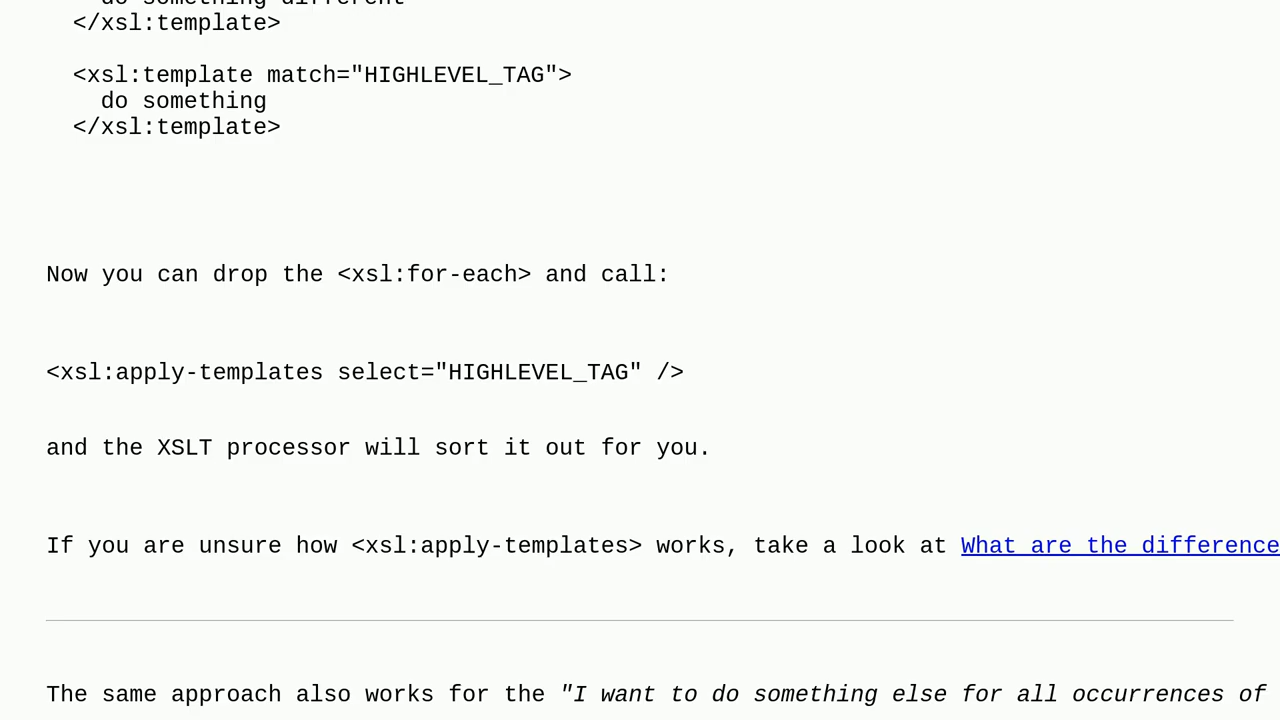 do something different
</xsl:template>
<xsl:template match="HIGHLEVEL_TAG">
do something
</xsl:template>
Now you can drop the <xsl:for-each> and call:
<xsl:apply-templates select="HIGHLEVEL_TAG" />
and the XSLT processor will sort it out for you.
If you are unsure how <xsl:apply-templates> works, take a look at What are the difference
The same approach also works for the "I want to do something else for all occurrences of